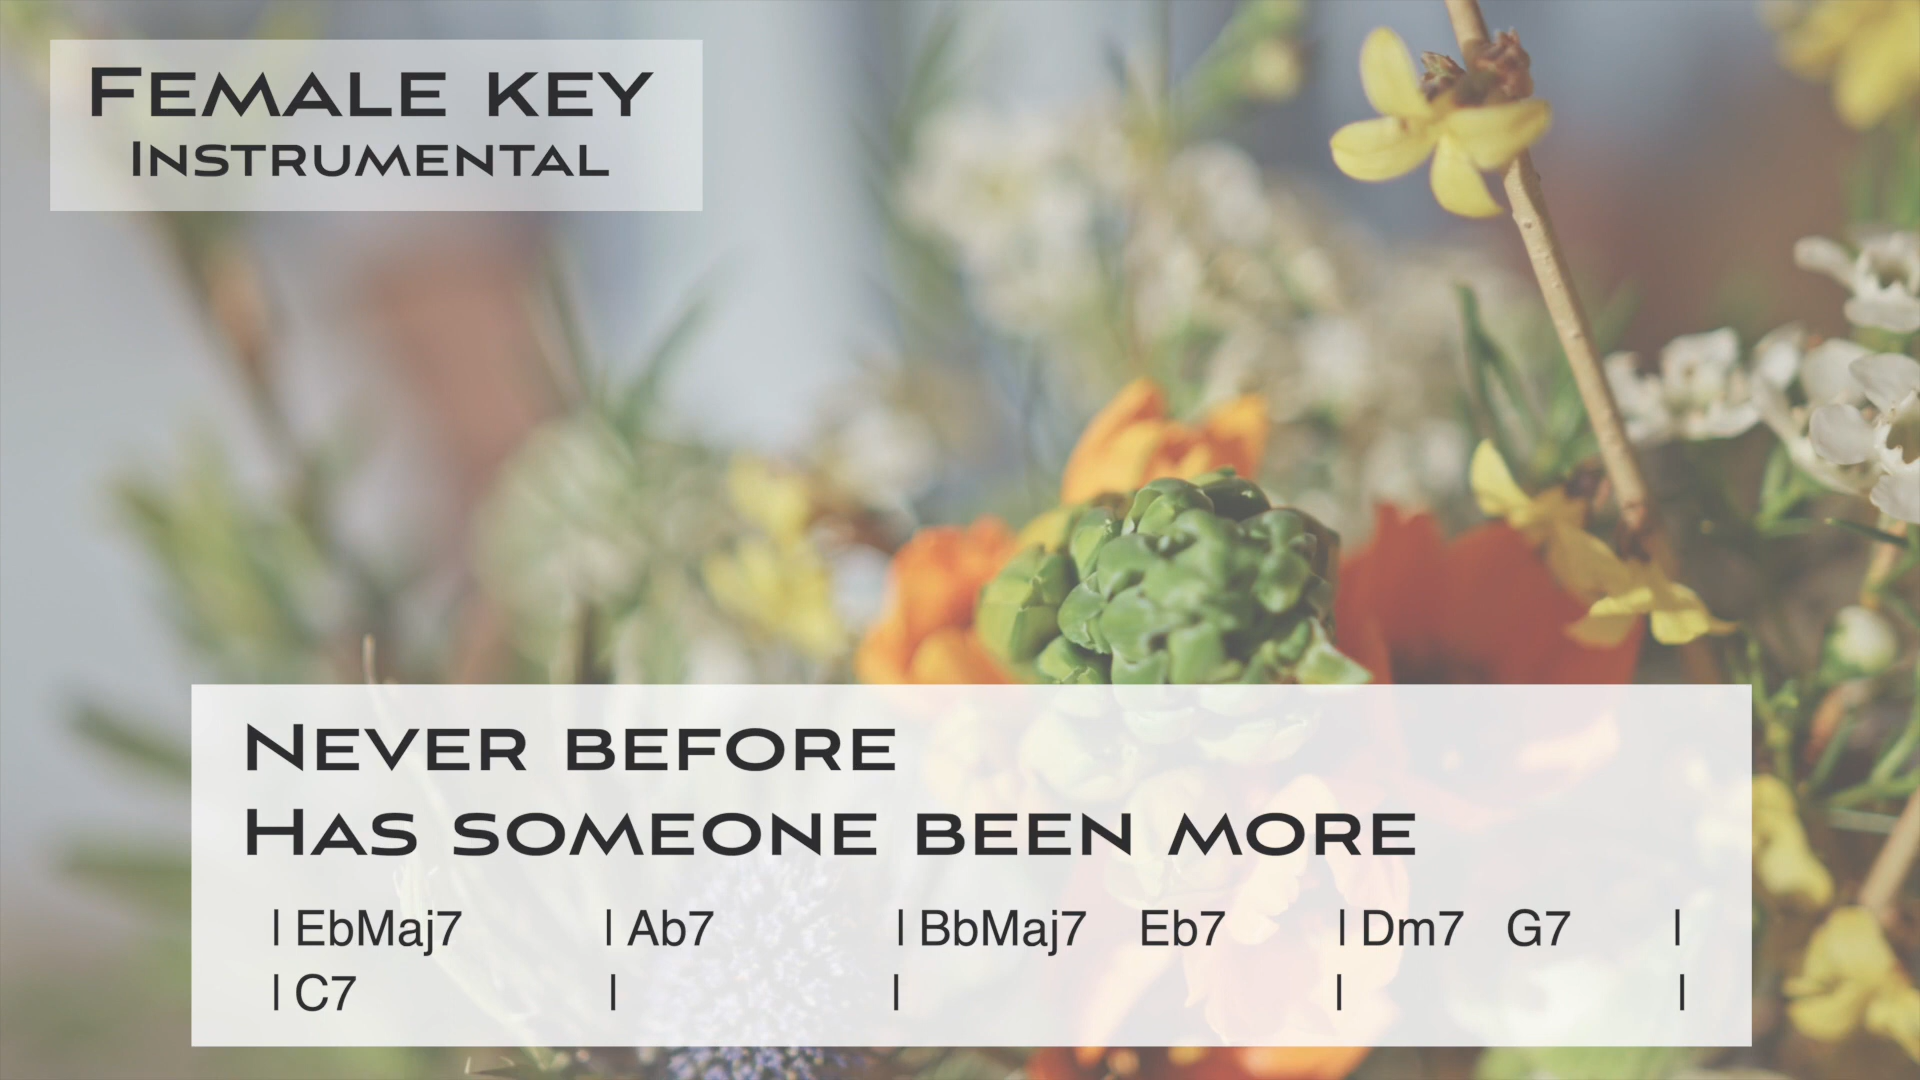 Female key
Instrumental
Never before
Has someone been more
| EbMaj7 | Ab7 | BbMaj7 Eb7 | Dm7 G7 |
| C7 | | | |